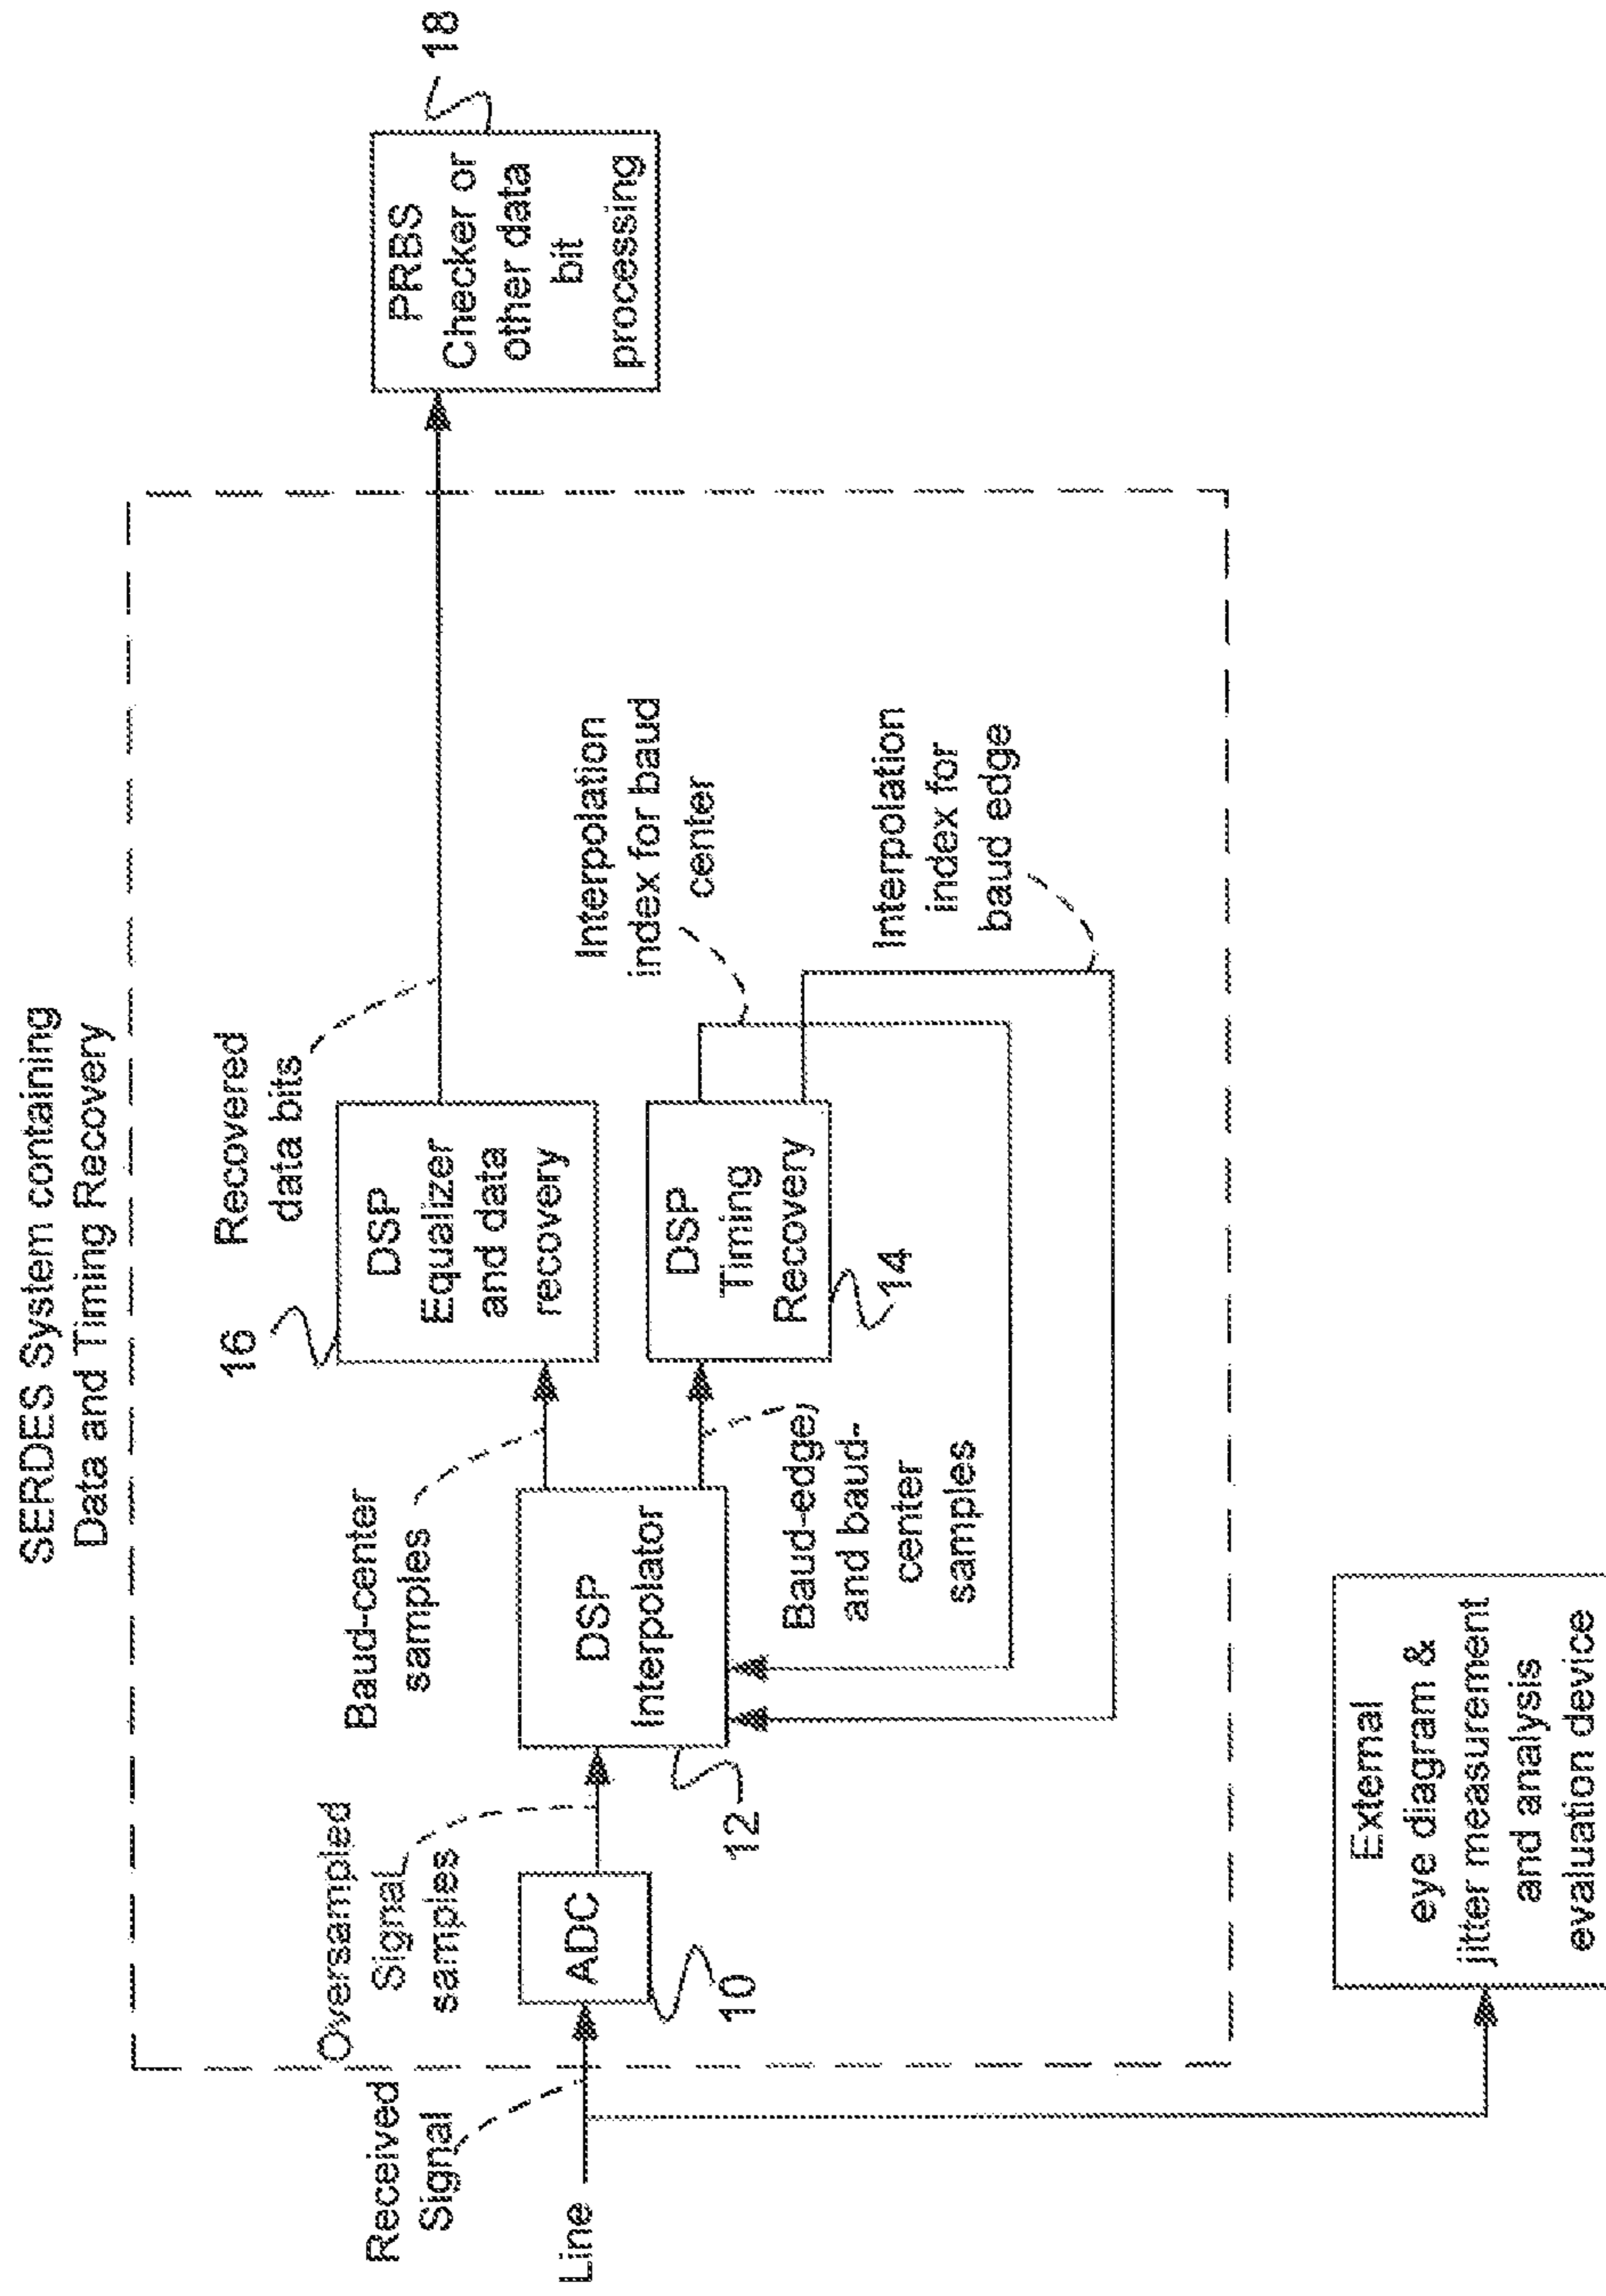 SERDES System containing
Data and Timing Recovery
Line
Received
Signal
Oversampled
Signal
samples
ADC
10
DSP
Interpolator
12
Baud-center
samples
Baud-edge,
and baud-
center
samples
16
DSP
Equalizer
and data
recovery
DSP
Timing
Recovery
14
Recovered
data bits
Interpolation
index for baud
center
Interpolation
index for
baud edge
PRBS
Checker or
other data
bit
processing
18
External
eye diagram &
jitter measurement
and analysis
evaluation device